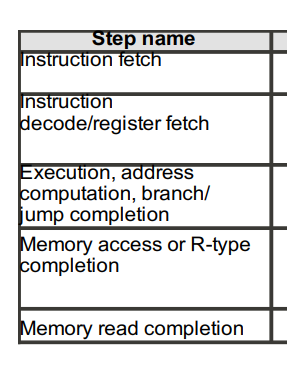 Step name
Instruction fetch
Instruction
decode/register fetch
Execution, address
computation, branch/
jump completion
Memory access or R-type
completion
Memory read completion